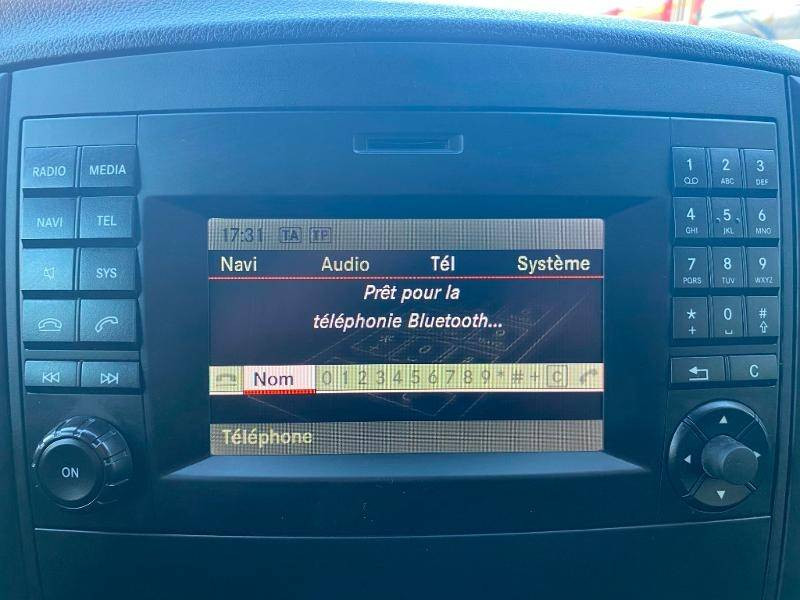 RADIO MEDIA
NAVI TEL
SYS
ON
17:31 TA TP
Navi Audio Tél Système
Prêt pour la
téléphonie Bluetooth...
Nom 0 1 2 3 4 5 6 7 8 9 * # + C
Téléphone
1 2 3
ABC DEF
4 5 6
GHI JKL MNO
7 8 9
PQRS TUV WXYZ
* 0 #
+
C